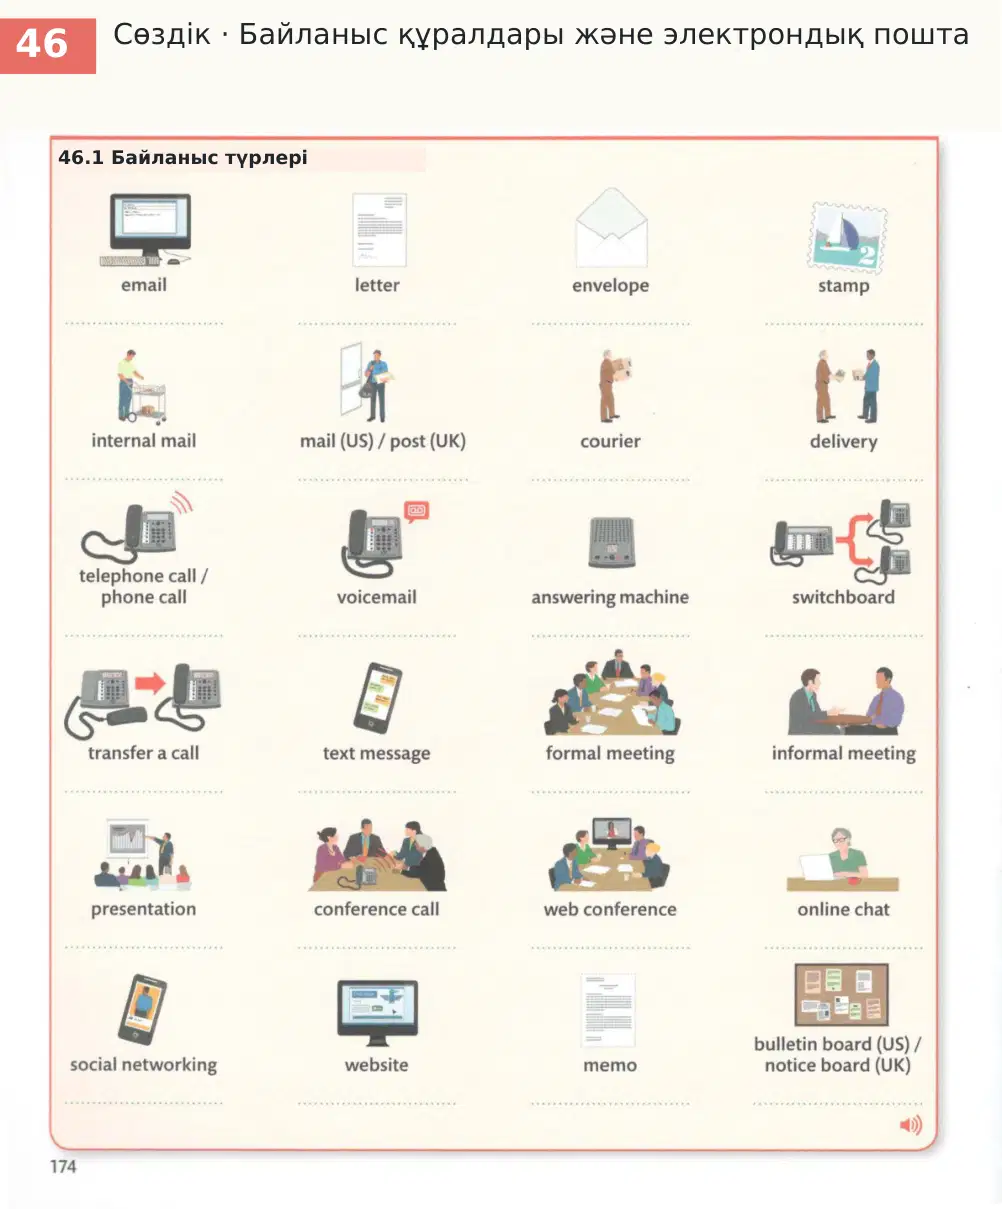 46
Сөздік · Байланыс құралдары және электрондық пошта
46.1 Байланыс түрлері
email
letter
envelope
stamp
internal mail
mail (US) / post (UK)
courier
delivery
telephone call /
phone call
voicemail
answering machine
switchboard
transfer a call
text message
formal meeting
informal meeting
presentation
conference call
web conference
online chat
social networking
website
memo
bulletin board (US) /
notice board (UK)
174